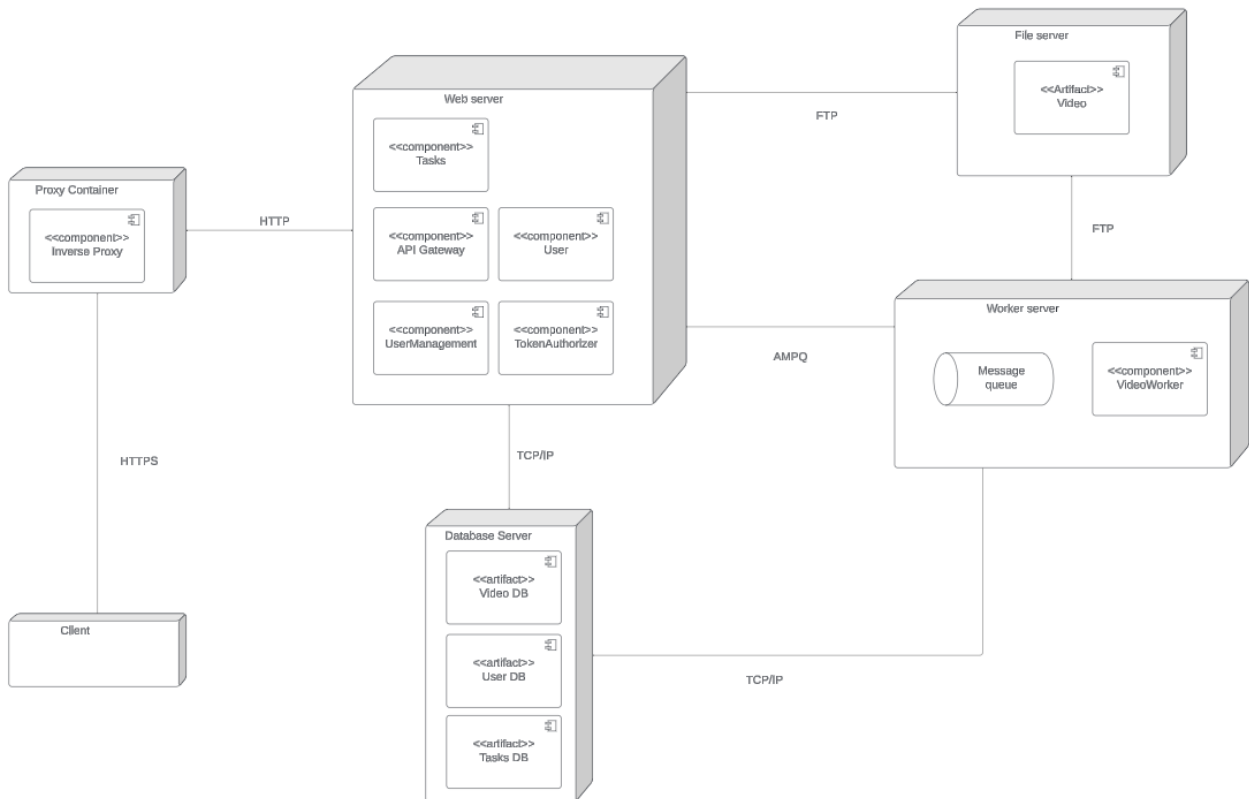 File server
<<Artifact>>
Video
Web server
<<component>>
Tasks
FTP
Proxy Container
<<component>>
Inverse Proxy
HTTP
<<component>>
API Gateway
<<component>>
User
FTP
<<component>>
UserManagement
<<component>>
TokenAuthorizer
AMPQ
Worker server
Message
queue
<<component>>
VideoWorker
HTTPS
TCP/IP
Database Server
<<artifact>>
Video DB
Client
<<artifact>>
User DB
TCP/IP
<<artifact>>
Tasks DB